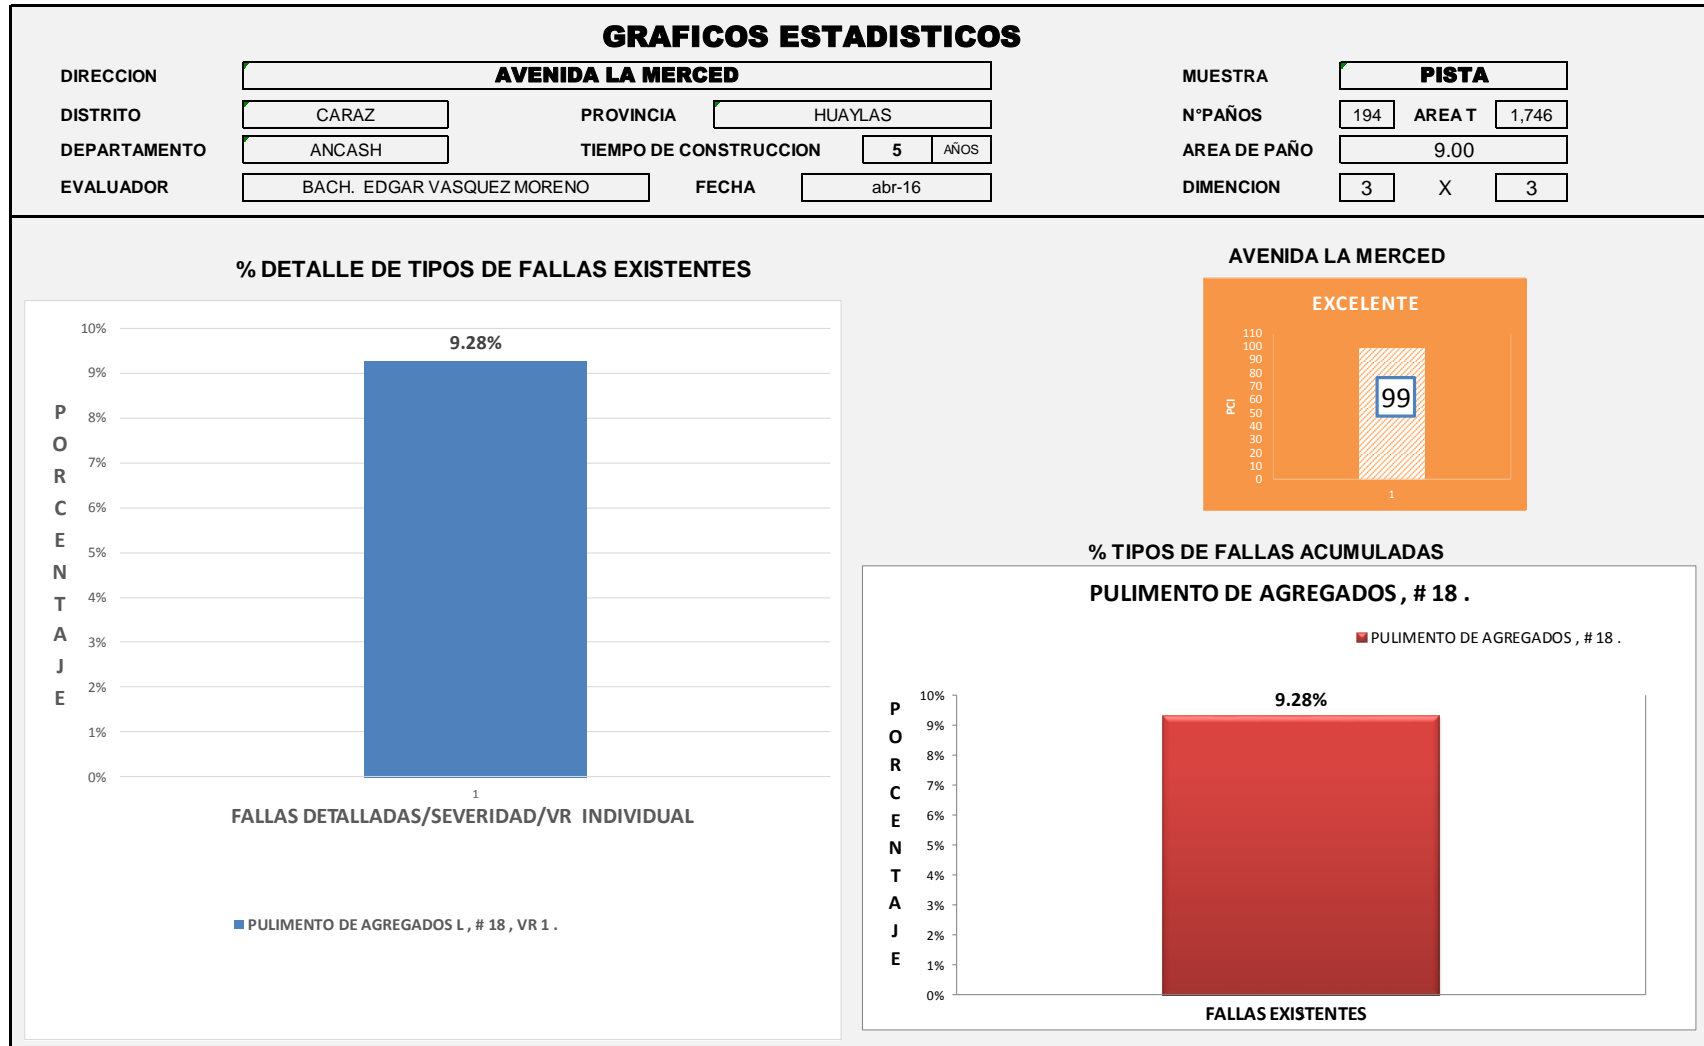 GRAFICOS ESTADISTICOS
DIRECCION AVENIDA LA MERCED MUESTRA PISTA
DISTRITO CARAZ PROVINCIA HUAYLAS N°PAÑOS 194 AREA T 1,746
DEPARTAMENTO ANCASH TIEMPO DE CONSTRUCCION 5 AÑOS AREA DE PAÑO 9.00
EVALUADOR BACH. EDGAR VASQUEZ MORENO FECHA abr-16 DIMENCION 3 X 3
% DETALLE DE TIPOS DE FALLAS EXISTENTES
PORCENTAJE
10%
9%
8%
7%
6%
5%
4%
3%
2%
1%
0%
9.28%
1
FALLAS DETALLADAS/SEVERIDAD/VR INDIVIDUAL
PULIMENTO DE AGREGADOS L , # 18 , VR 1 .
AVENIDA LA MERCED
EXCELENTE
PCI
110
100
90
80
70
60
50
40
30
20
10
0
99
1
% TIPOS DE FALLAS ACUMULADAS
PULIMENTO DE AGREGADOS , # 18 .
PULIMENTO DE AGREGADOS , # 18 .
PORCENTAJE
10%
9%
8%
7%
6%
5%
4%
3%
2%
1%
0%
9.28%
FALLAS EXISTENTES